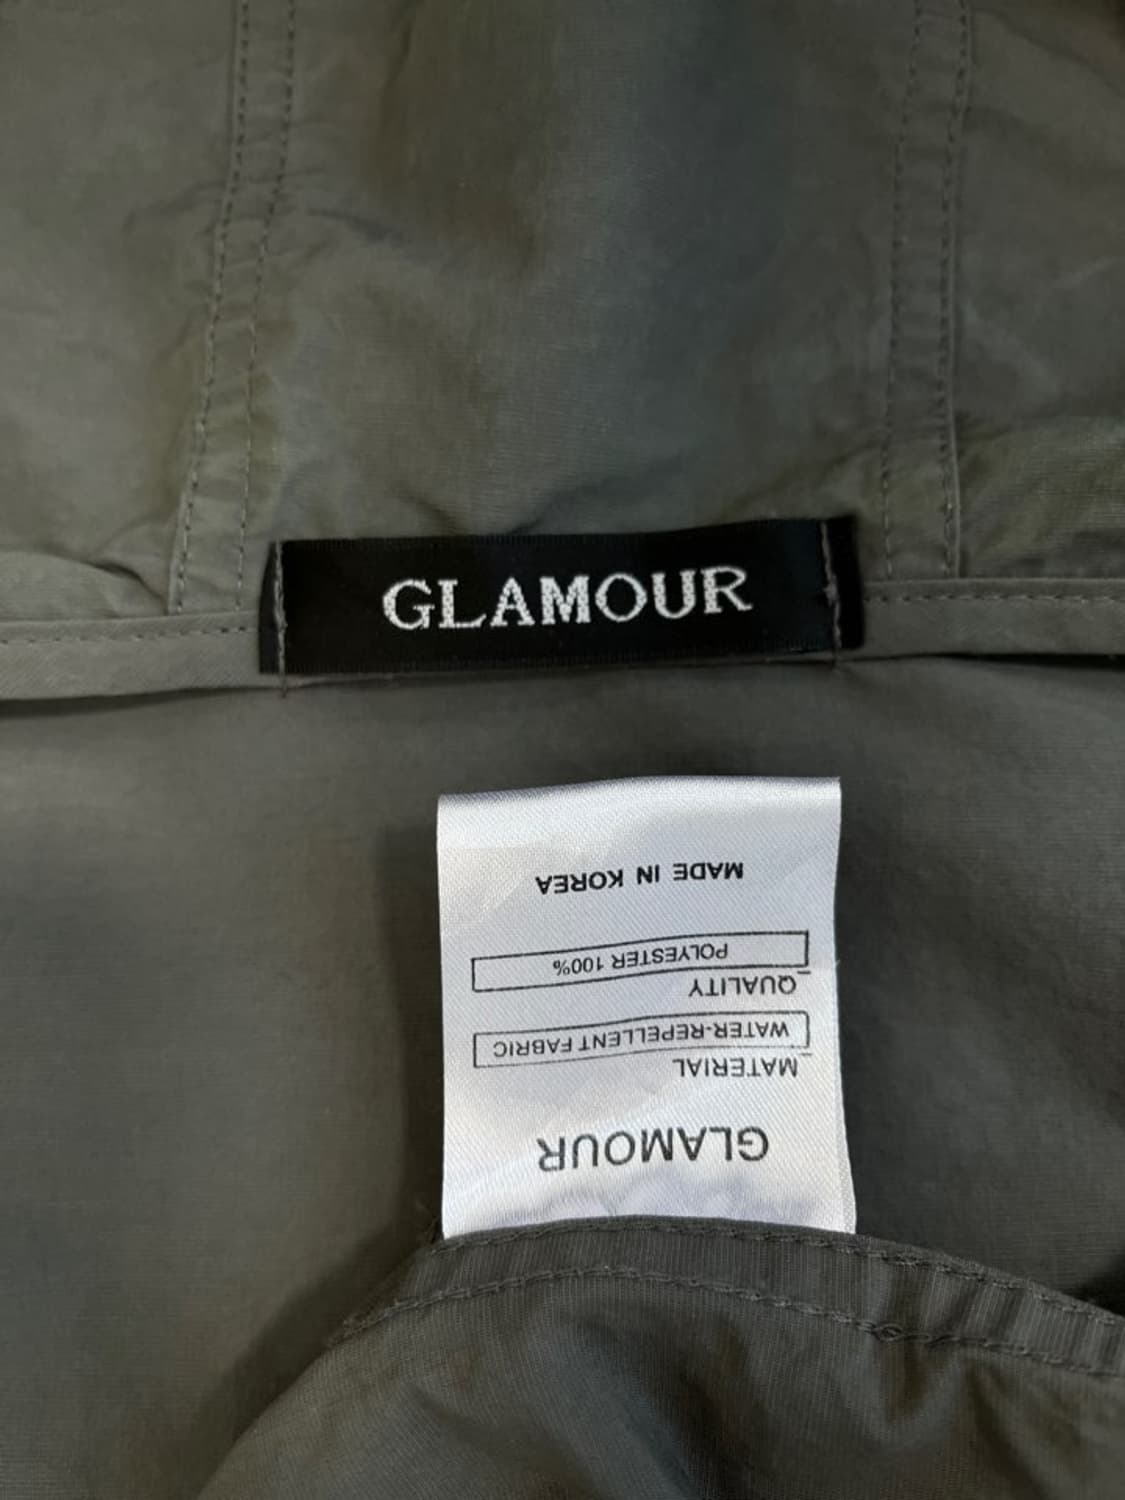 GLAMOUR
GLAMOUR
MATERIAL
WATER-REPELLENT FABRIC
QUALITY
POLYESTER 100%
MADE IN KOREA